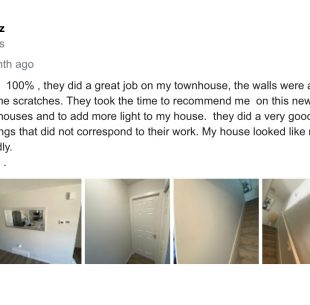 z
s
nth ago
100% , they did a great job on my townhouse, the walls were a
ne scratches. They took the time to recommend me  on this new
houses and to add more light to my house.  they did a very good
ngs that did not correspond to their work. My house looked like n
dly.
.